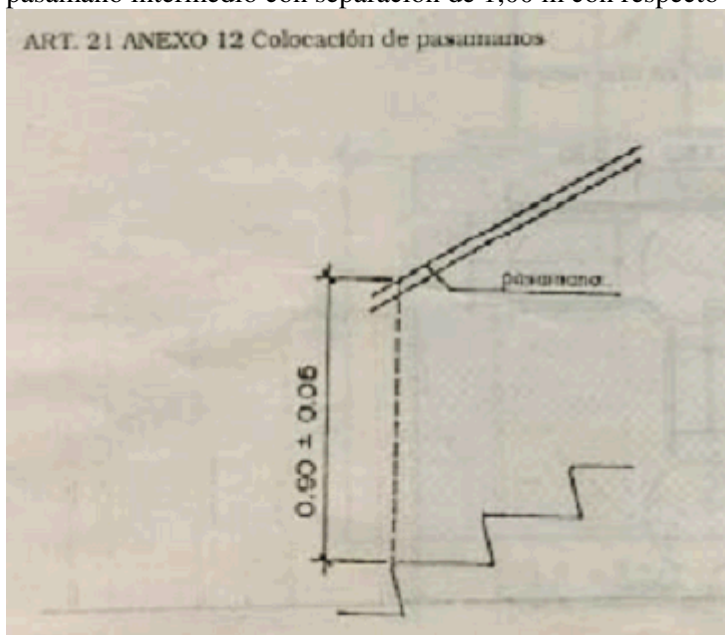 pasamano intermedio con separación de 1,00 m con respecto
ART. 21 ANEXO 12 Colocación de pasamanos
pasamano
0.90 ± 0.05